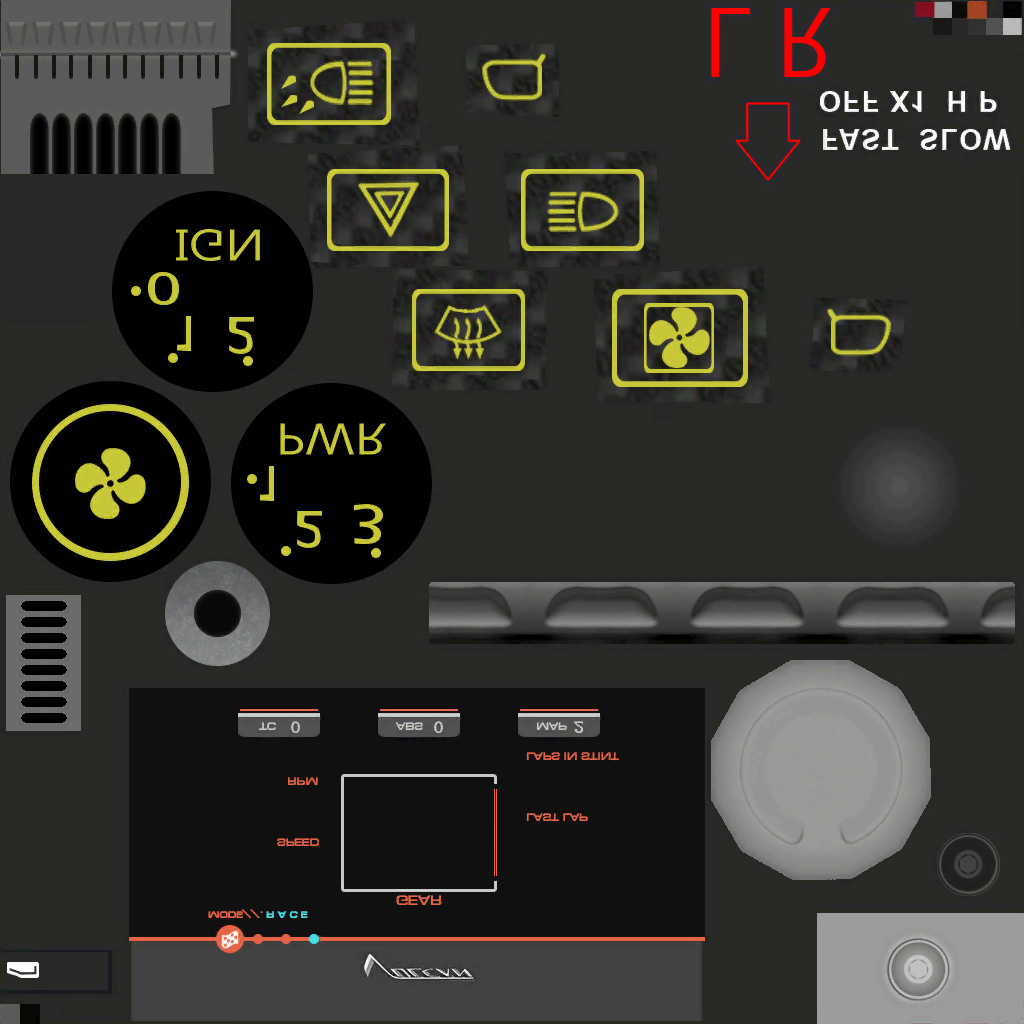 L R
OFF X1 H P
FAST SLOW
IGN
0
1 2
PWR
1
2 3
TC 0 ABS 0 MAP 2
LAPS IN STINT
RPM
LAST LAP
SPEED
GEAR
MODE//. RACE